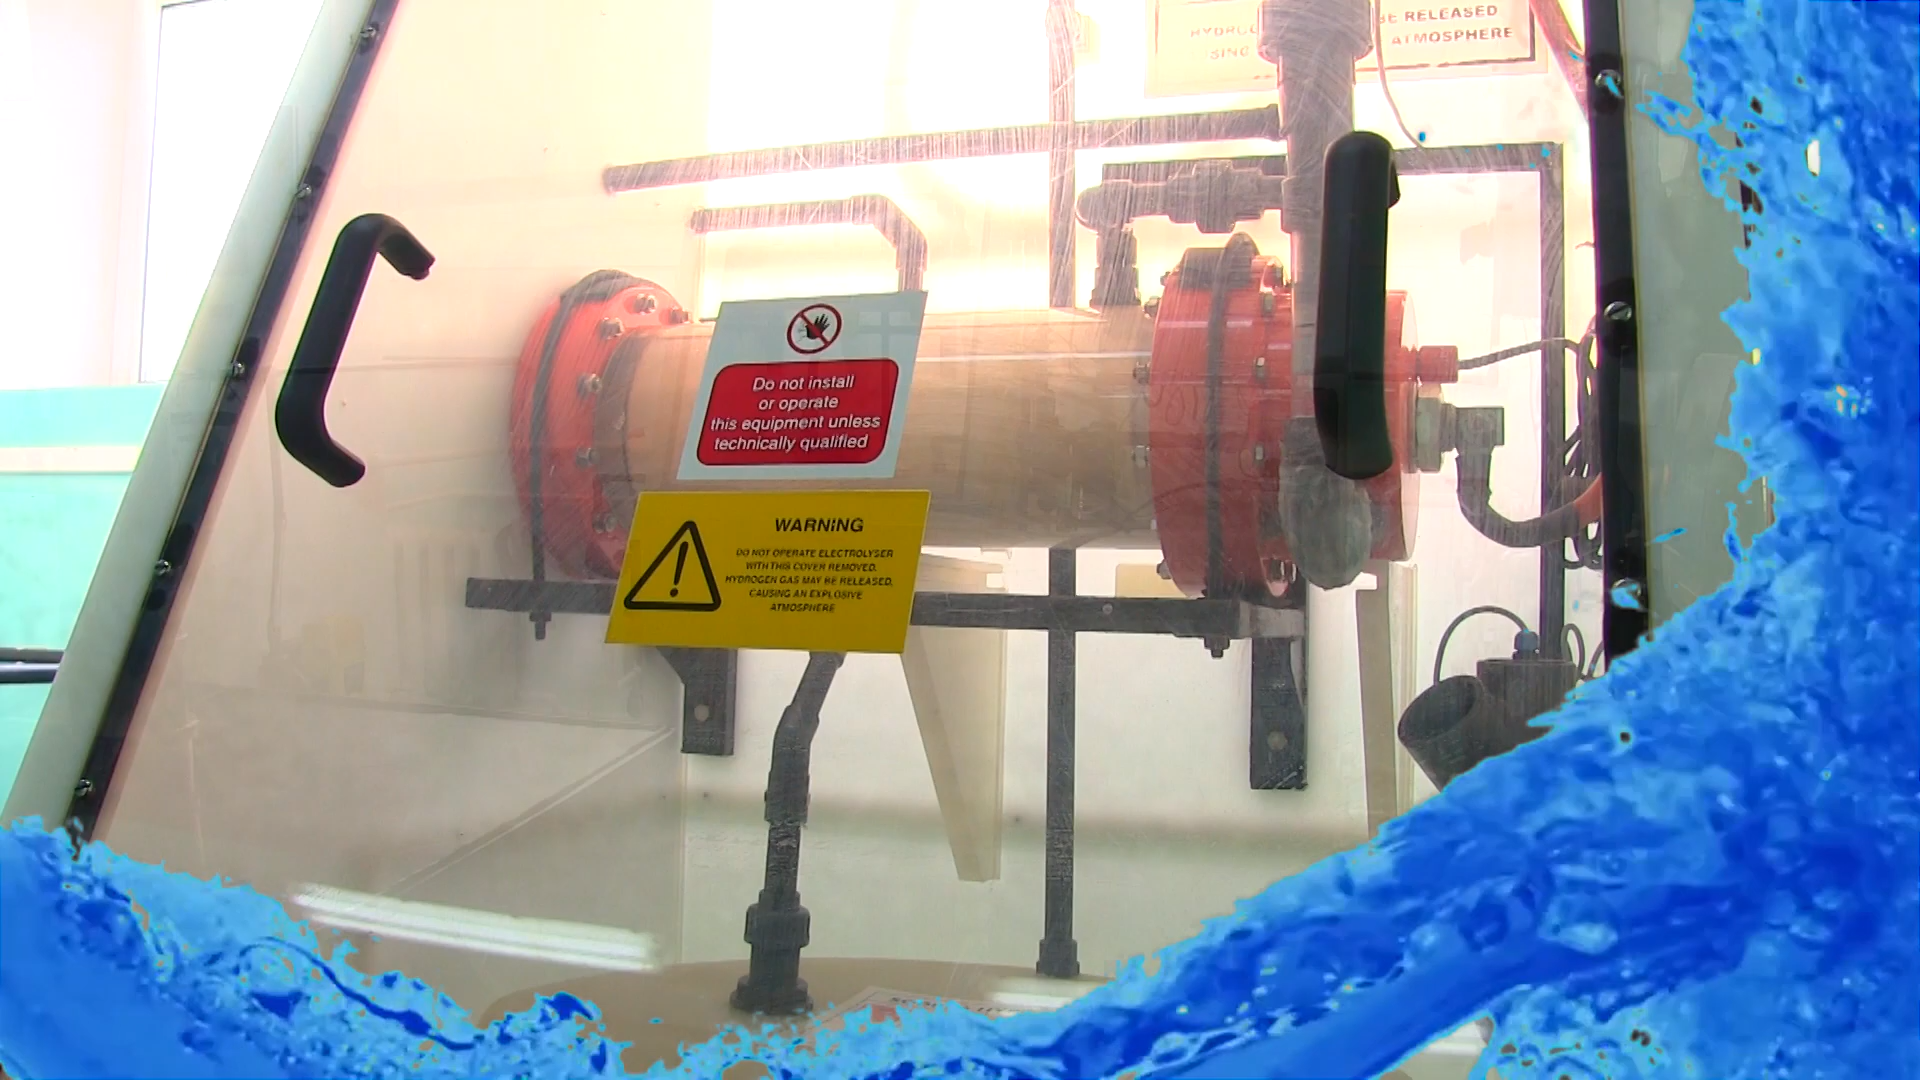 BE RELEASED
ATMOSPHERE
Do not install
or operate
this equipment unless
technically qualified
WARNING
DO NOT OPERATE ELECTROLYSER
WITH THIS COVER REMOVED.
HYDROGEN GAS MAY BE RELEASED,
CAUSING AN EXPLOSIVE
ATMOSPHERE